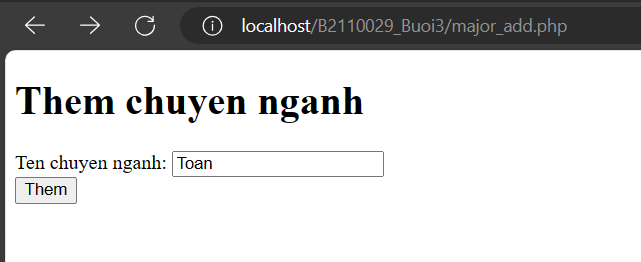 localhost/B2110029_Buoi3/major_add.php
Them chuyen nganh
Ten chuyen nganh: Toan
Them